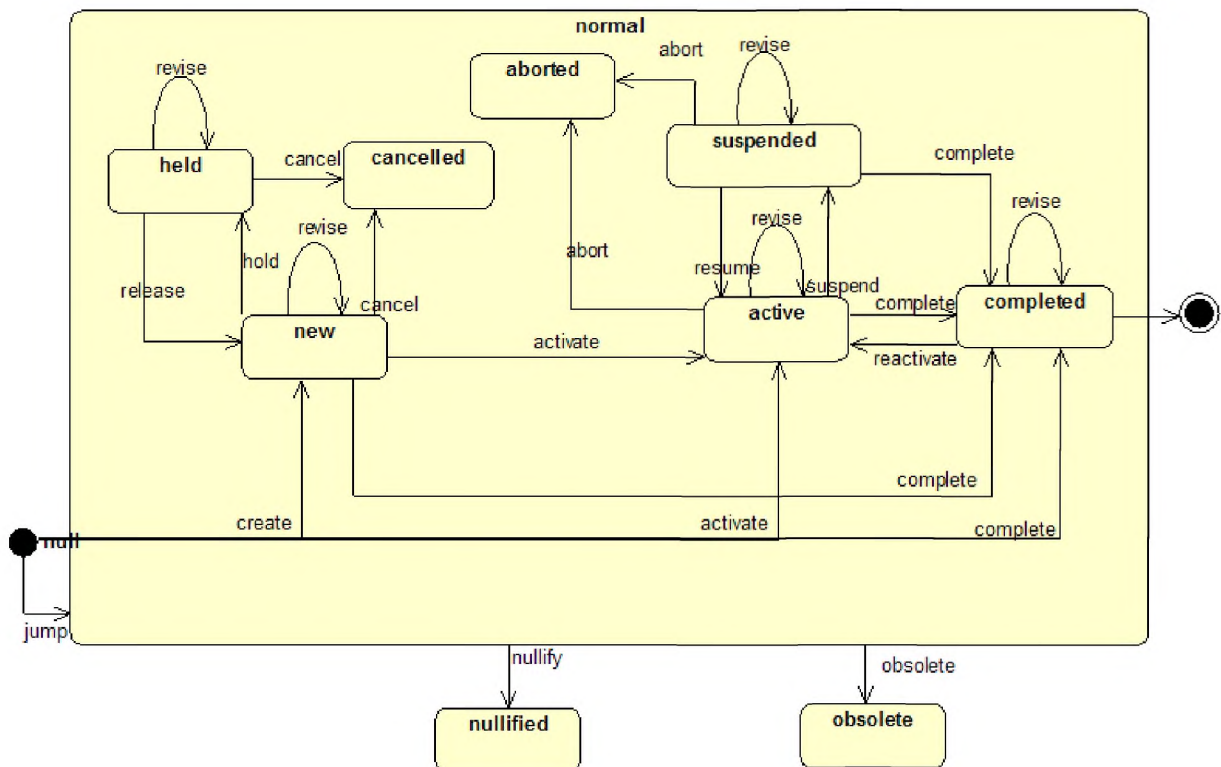 normal
revise
abort
revise
aborted
suspended
held
cancel
cancelled
complete
revise
revise
revise
hold
abort
resume
release
cancel
suspend
complete
completed
new
active
activate
reactivate
complete
create
activate
complete
null
jump
nullify
obsolete
nullified
obsolete